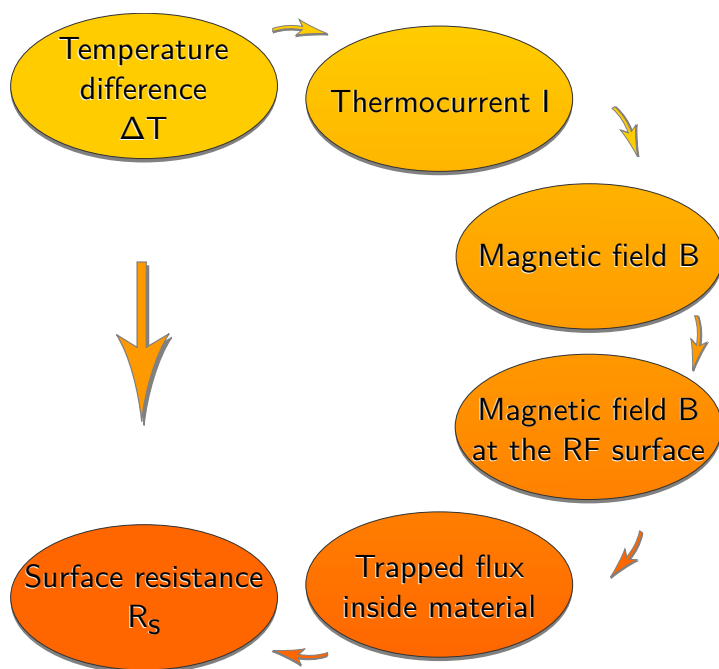 Temperature
difference
ΔT
Thermocurrent I
Magnetic field B
Magnetic field B
at the RF surface
Trapped flux
inside material
Surface resistance
Rs